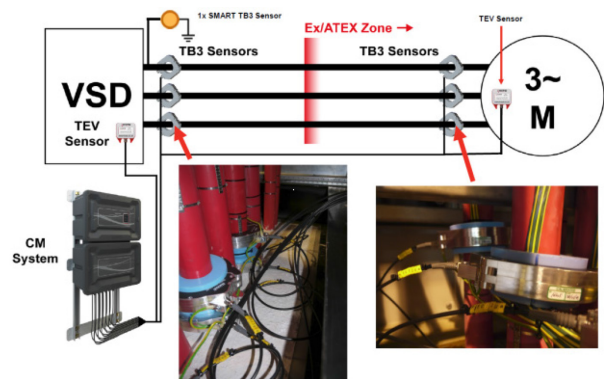 1x SMART TB3 Sensor
Ex/ATEX Zone →
TEV Sensor
TB3 Sensors
TB3 Sensors
VSD
3~
M
TEV
Sensor
CM
System